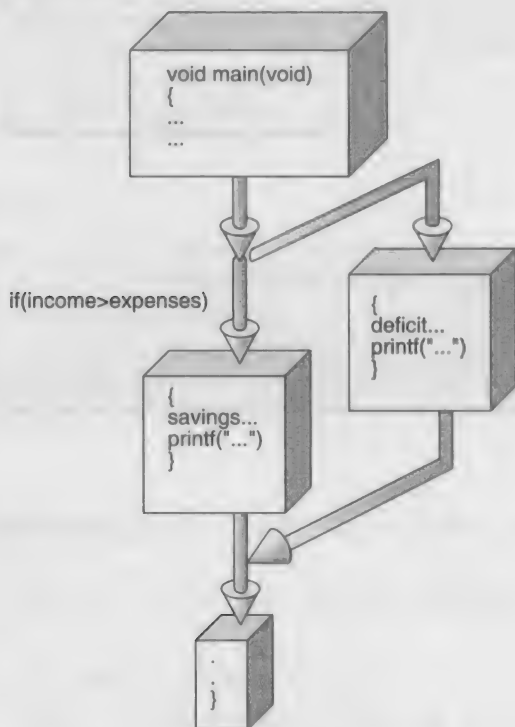 void main(void)
{
...
...
if(income>expenses)
{
deficit...
printf("...")
}
{
savings...
printf("...")
}
.
.
}